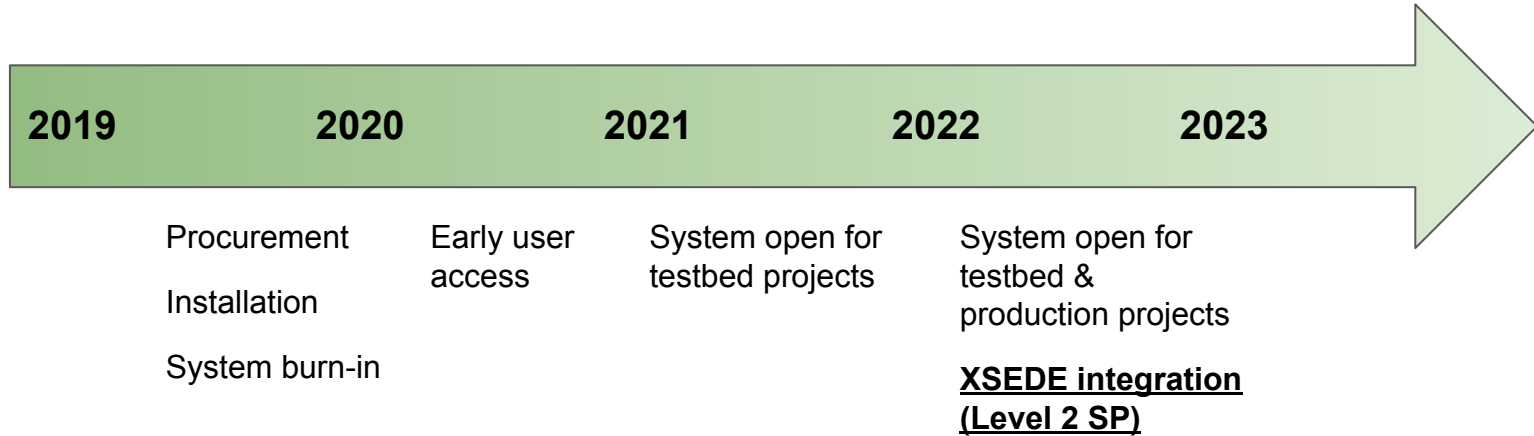 2019 2020 2021 2022 2023
Procurement
Installation
System burn-in
Early user
access
System open for
testbed projects
System open for
testbed &
production projects
XSEDE integration
(Level 2 SP)